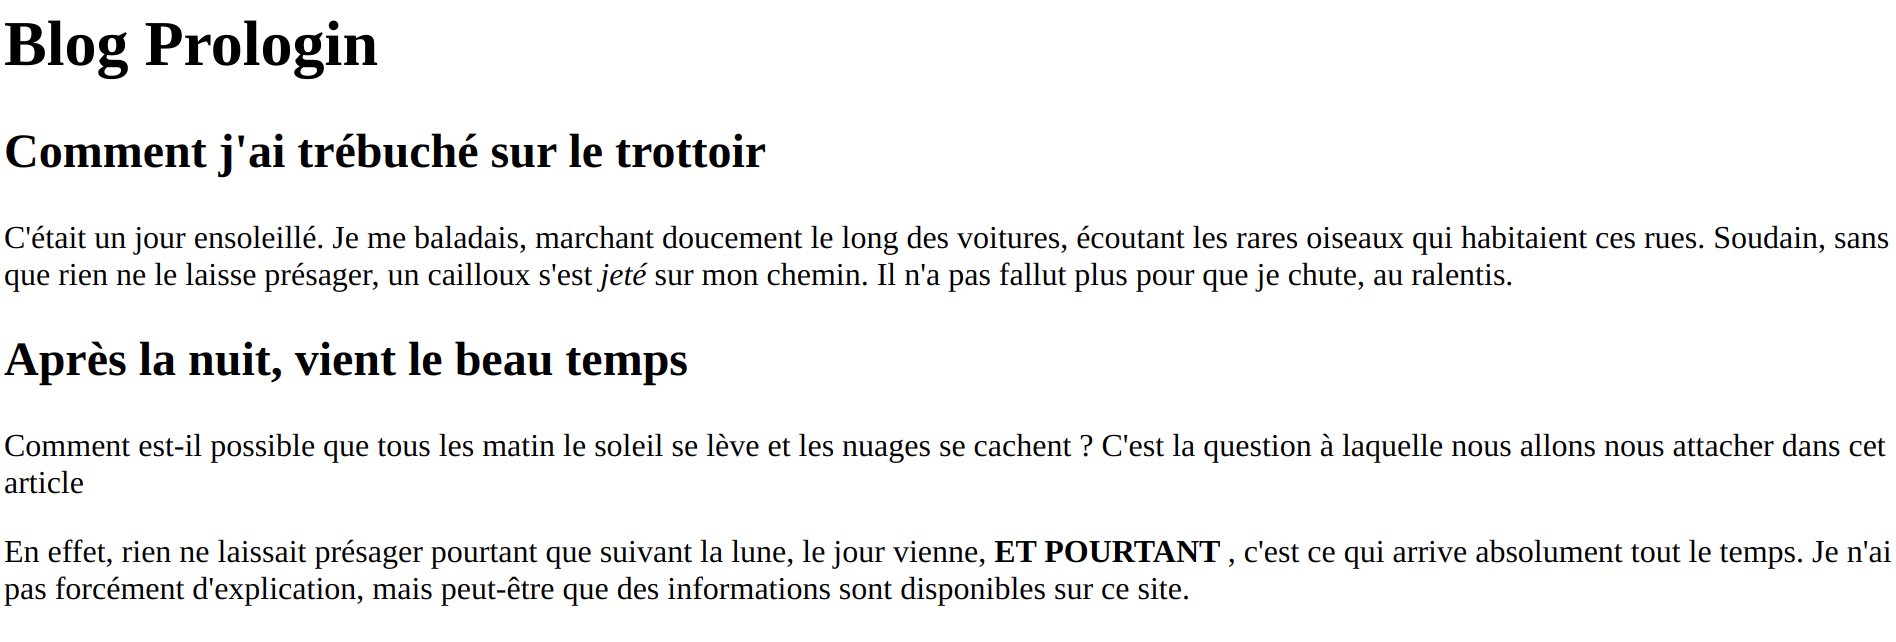 Blog Prologin
Comment j'ai trébuché sur le trottoir
C'était un jour ensoleillé. Je me baladais, marchant doucement le long des voitures, écoutant les rares oiseaux qui habitaient ces rues. Soudain, sans
que rien ne le laisse présager, un cailloux s'est jeté sur mon chemin. Il n'a pas fallut plus pour que je chute, au ralentis.
Après la nuit, vient le beau temps
Comment est-il possible que tous les matin le soleil se lève et les nuages se cachent ? C'est la question à laquelle nous allons nous attacher dans cet
article
En effet, rien ne laissait présager pourtant que suivant la lune, le jour vienne, ET POURTANT , c'est ce qui arrive absolument tout le temps. Je n'ai
pas forcément d'explication, mais peut-être que des informations sont disponibles sur ce site.